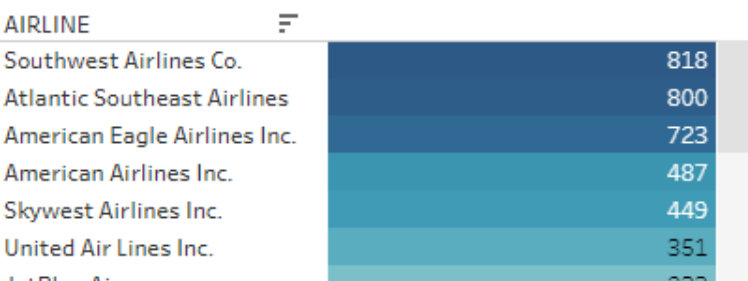 AIRLINE
Southwest Airlines Co. 818
Atlantic Southeast Airlines 800
American Eagle Airlines Inc. 723
American Airlines Inc. 487
Skywest Airlines Inc. 449
United Air Lines Inc. 351